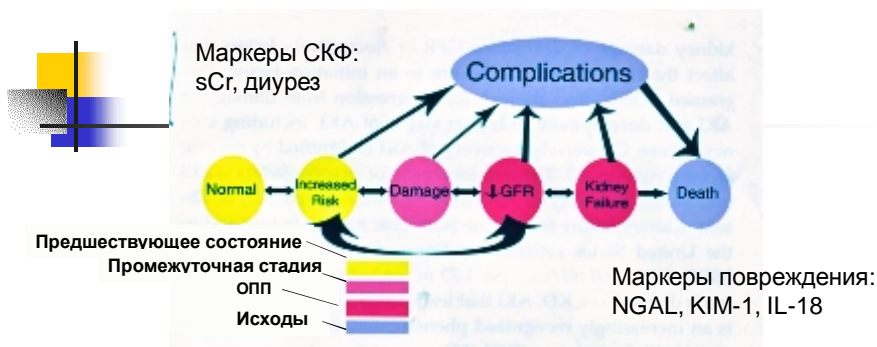 Маркеры СКФ:
sCr, диурез
Complications
Normal
Increased
Risk
Damage
↓GFR
Kidney
Failure
Death
Предшествующее состояние
Промежуточная стадия
ОПП
Исходы
Маркеры повреждения:
NGAL, KIM-1, IL-18